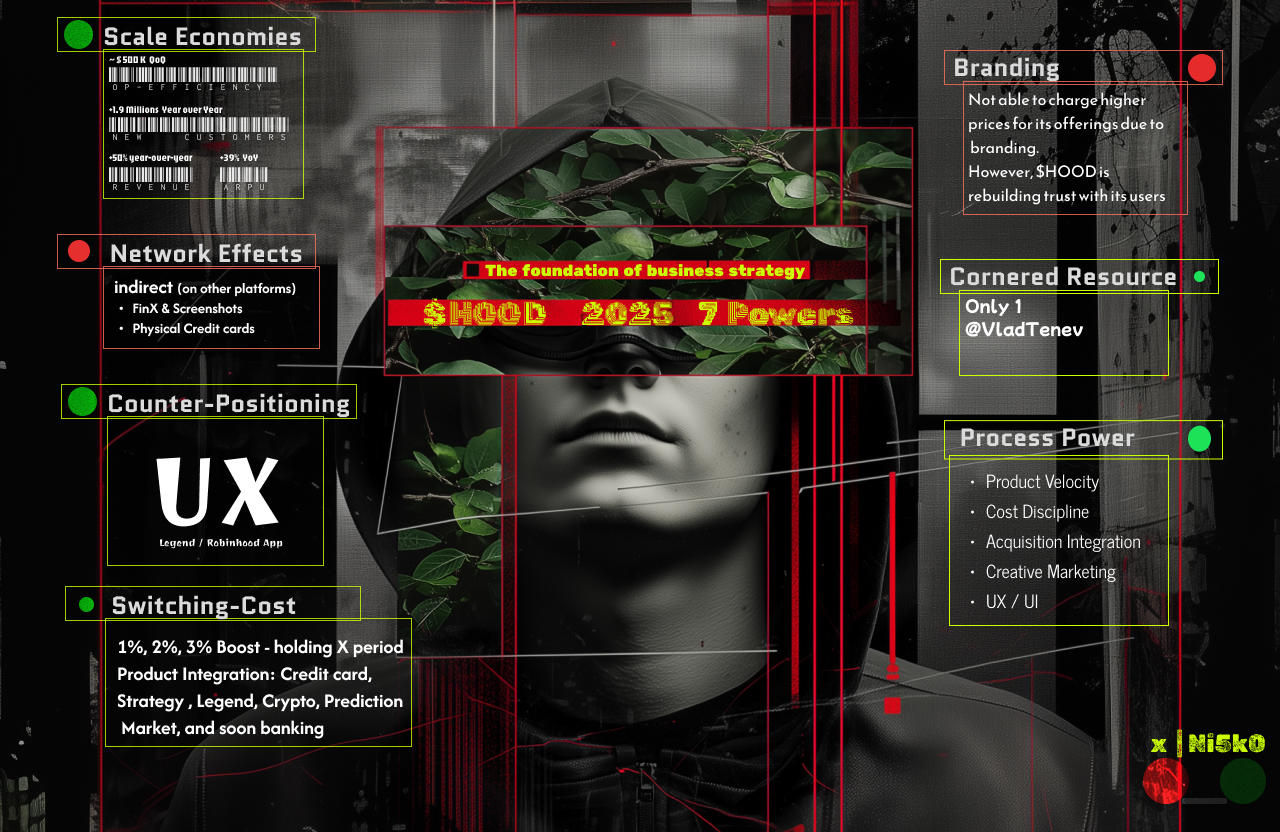 Scale Economies
~$500K QoQ
OP-EFFICIENCY
+1.9 Millions Year over Year
NEW CUSTOMERS
+50% year-over-year +39% YoY
REVENUE ARPU
Network Effects
indirect (on other platforms)
• FinX & Screenshots
• Physical Credit cards
Counter-Positioning
UX
Legend / Robinhood App
Switching-Cost
1%, 2%, 3% Boost - holding X period
Product Integration: Credit card,
Strategy , Legend, Crypto, Prediction
Market, and soon banking
The foundation of business strategy
$HOOD 2025 7 Powers
Branding
Not able to charge higher
prices for its offerings due to
branding.
However, $HOOD is
rebuilding trust with its users
Cornered Resource
Only 1
@VladTenev
Process Power
• Product Velocity
• Cost Discipline
• Acquisition Integration
• Creative Marketing
• UX / UI
x | Ni5k0